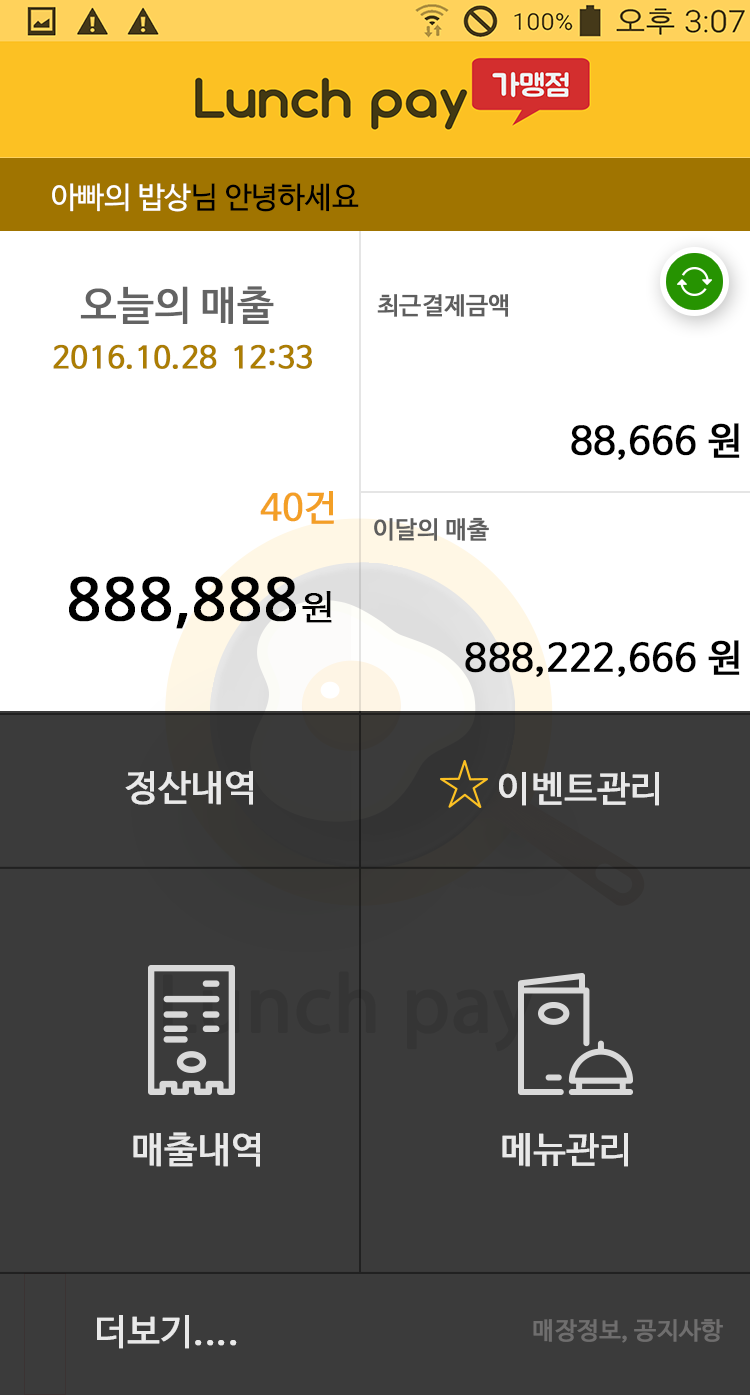 100% 오후 3:07
Lunch pay 가맹점
아빠의 밥상님 안녕하세요
오늘의 매출
2016.10.28 12:33
40건
888,888원
최근결제금액
88,666 원
이달의 매출
888,222,666 원
정산내역
이벤트관리
Lunch pay
매출내역
메뉴관리
더보기....
매장정보, 공지사항